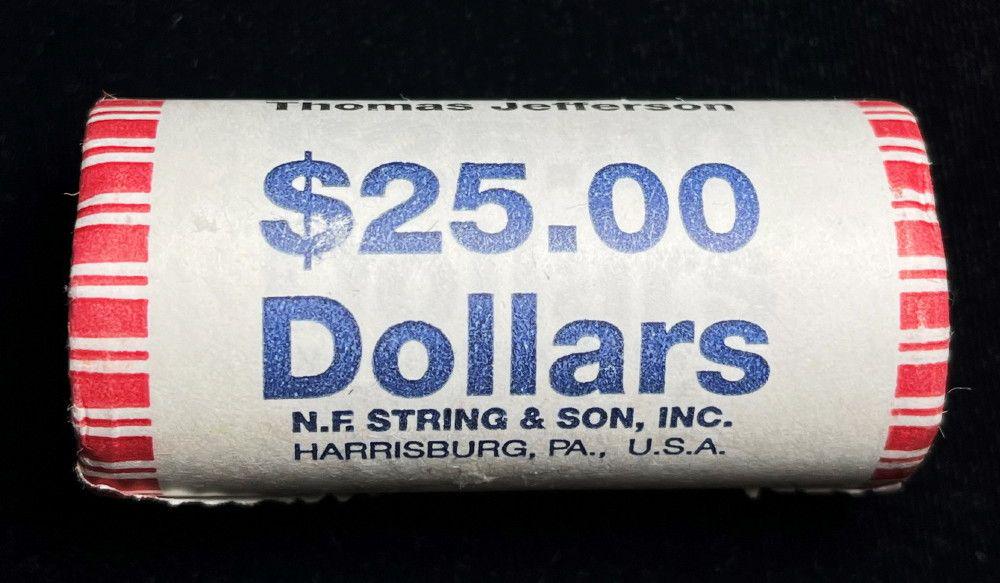 Thomas Jefferson
$25.00
Dollars
N.F. STRING & SON, INC.
HARRISBURG, PA., U.S.A.